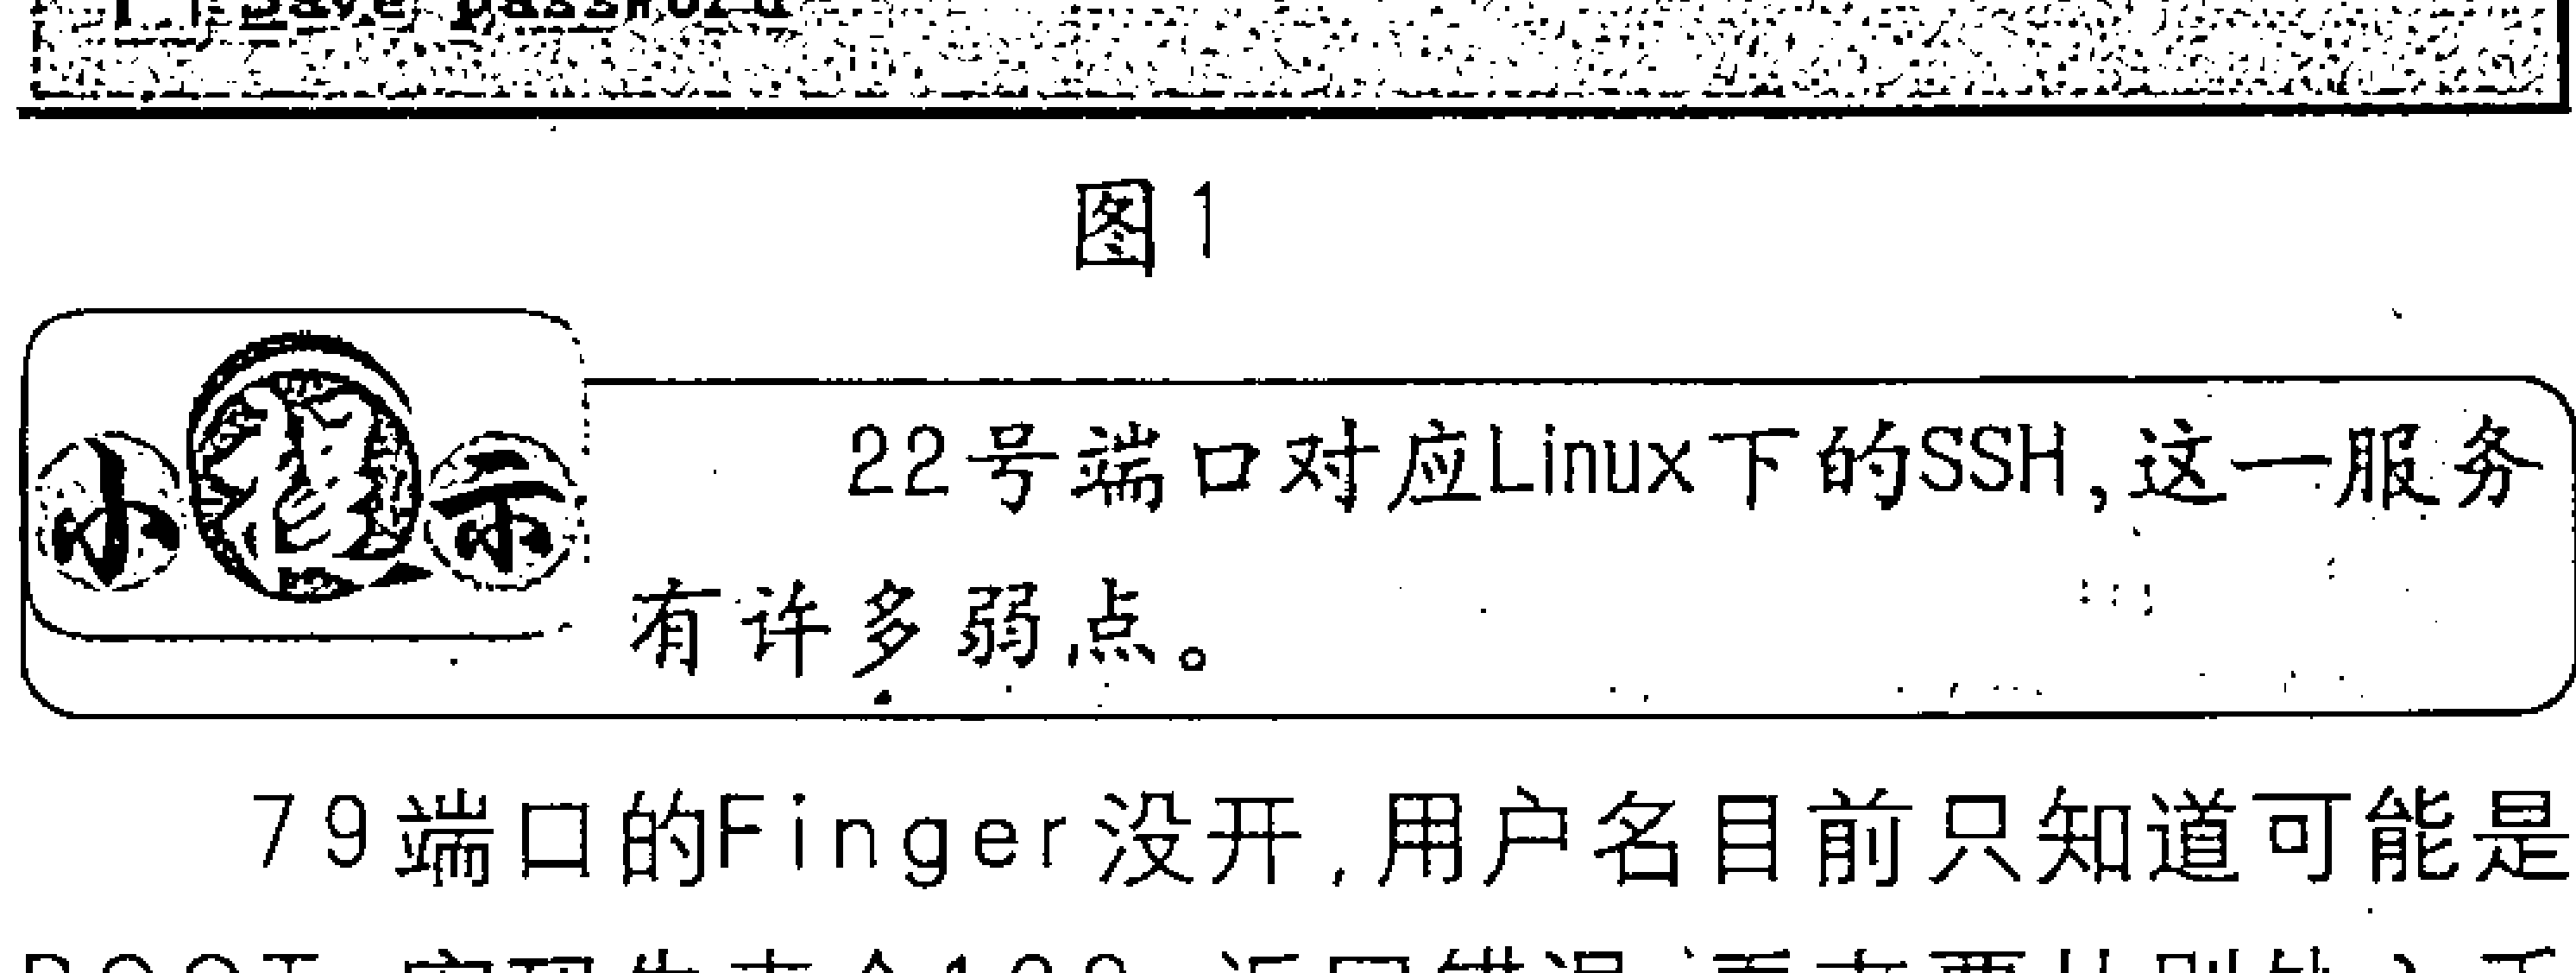 Save password
图1
小提示
22号端口对应Linux下的SSH,这一服务
有许多弱点。
79端口的Finger没开,用户名目前只知道可能是